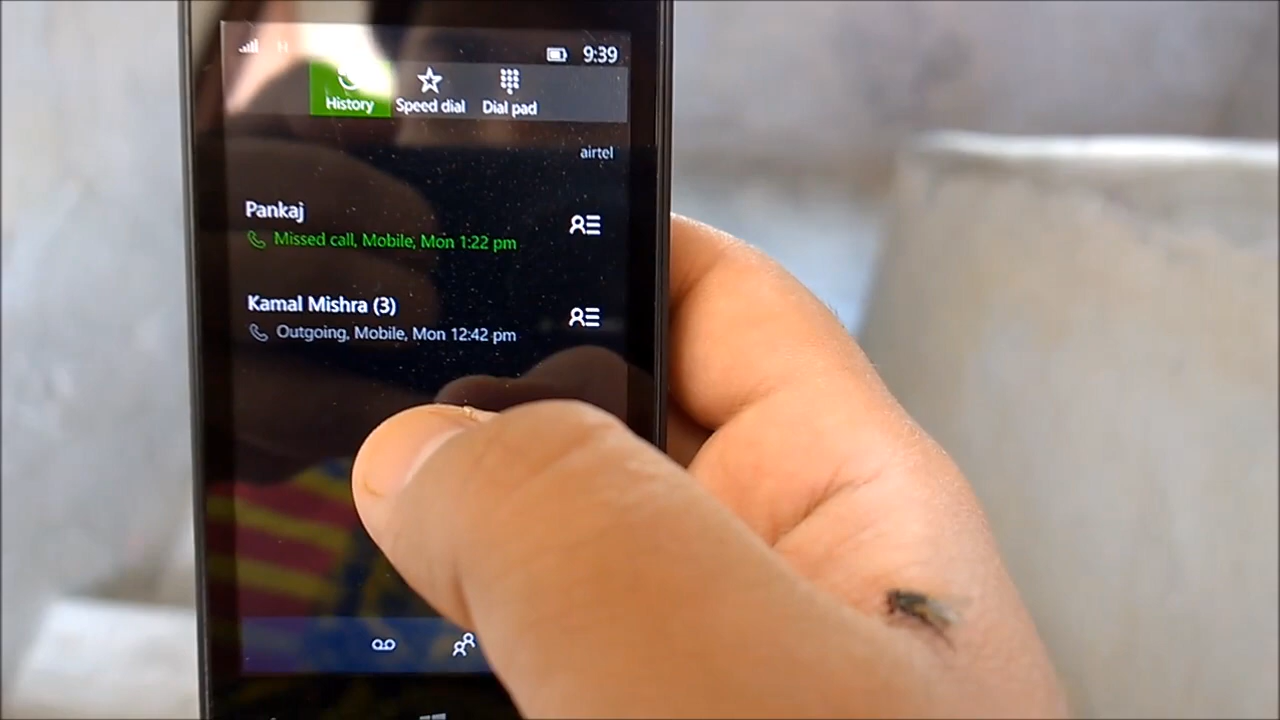 H 9:39
History Speed dial Dial pad
airtel
Pankaj
Missed call, Mobile, Mon 1:22 pm
Kamal Mishra (3)
Outgoing, Mobile, Mon 12:42 pm